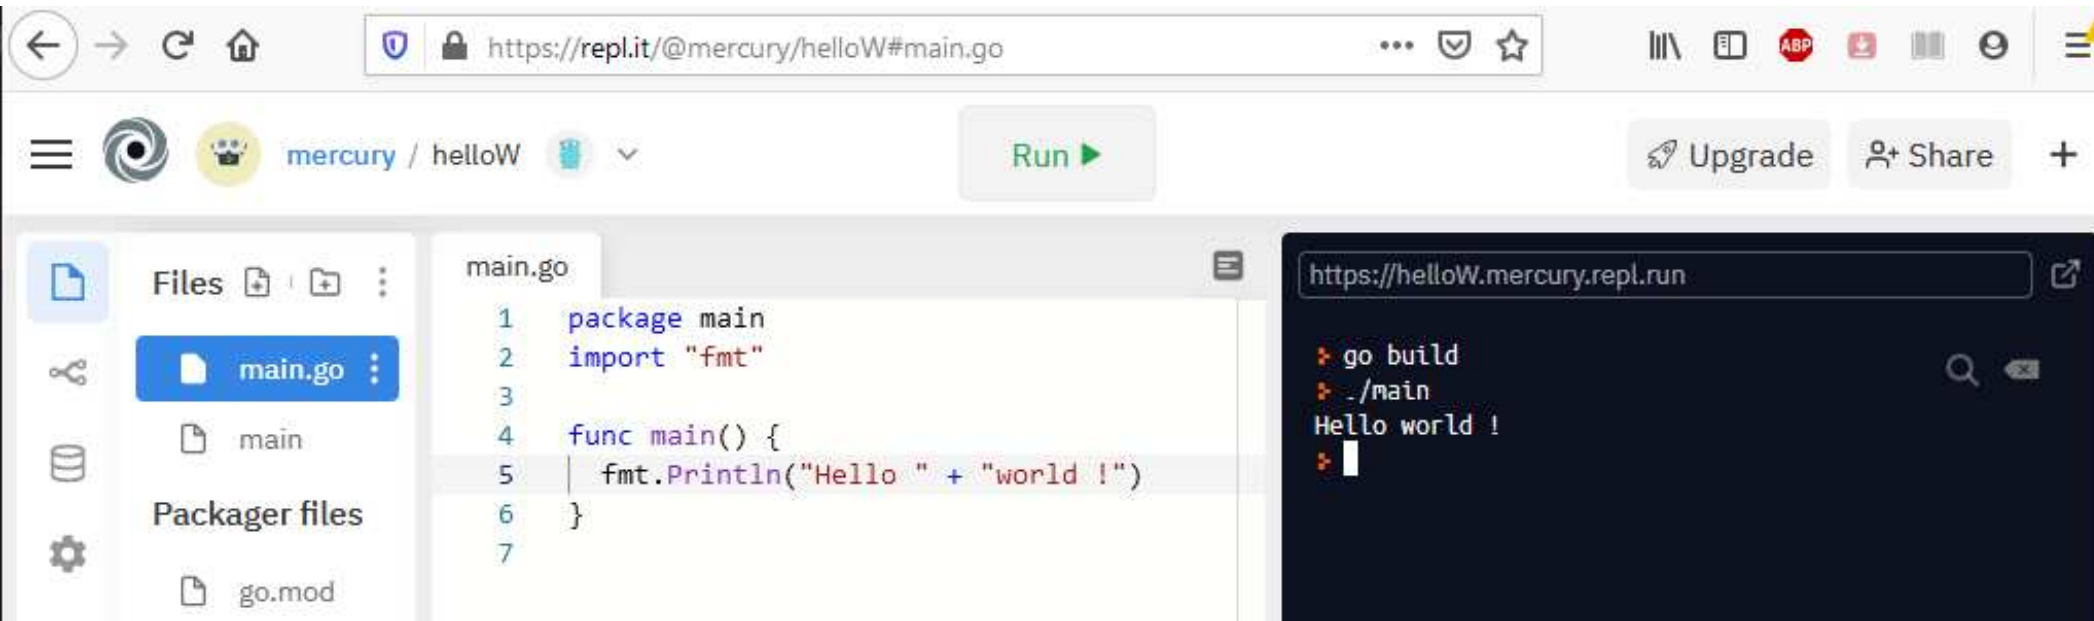 https://repl.it/@mercury/helloW#main.go
ABP
mercury / helloW
Run
Upgrade
Share
Files
main.go
main
Packager files
go.mod
main.go
1 package main
2 import "fmt"
3
4 func main() {
5 fmt.Println("Hello " + "world !")
6 }
7
https://helloW.mercury.repl.run
go build
./main
Hello world !